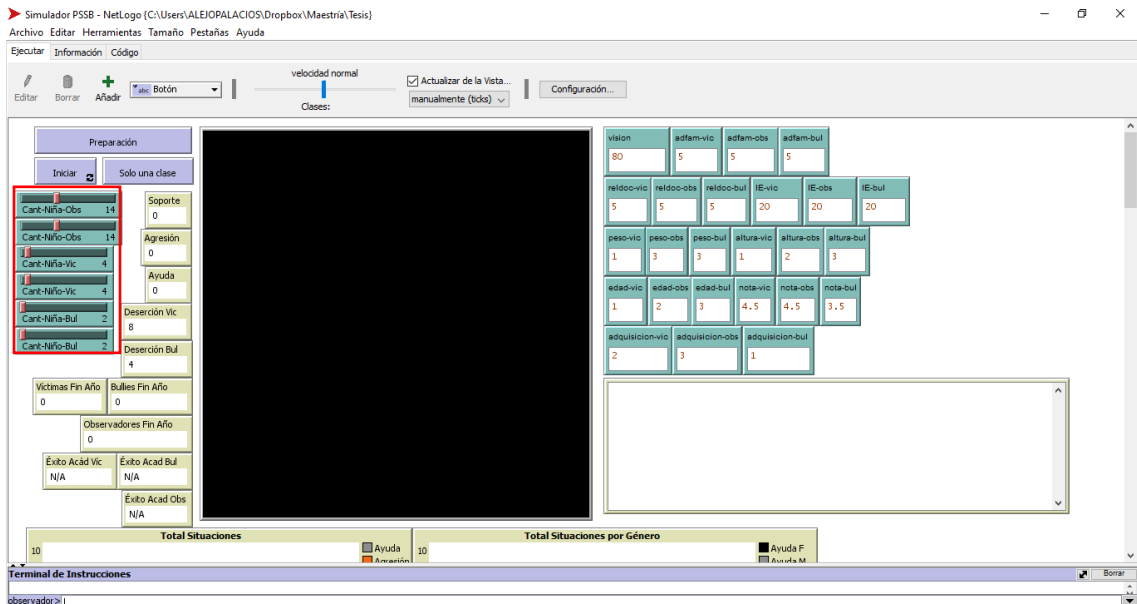 Simulador PSSB - NetLogo {C:\Users\ALEJOPALACIOS\Dropbox\Maestría\Tesis}
Archivo Editar Herramientas Tamaño Pestañas Ayuda
Ejecutar Información Código
Editar Borrar Añadir abc Botón
velocidad normal
Clases:
Actualizar de la Vista...
manualmente (ticks)
Configuración...
Preparación
Iniciar Solo una clase
Cant-Niña-Obs 14
Cant-Niño-Obs 14
Cant-Niña-Vic 4
Cant-Niño-Vic 4
Cant-Niña-Bul 2
Cant-Niño-Bul 2
Soporte
0
Agresión
0
Ayuda
0
Deserción Vic
8
Deserción Bul
4
Víctimas Fin Año Bullies Fin Año
0 0
Observadores Fin Año
0
Éxito Acád Víc Éxito Acad Bul
N/A N/A
Éxito Acad Obs
N/A
vision adfam-vic adfam-obs adfam-bul
80 5 5 5
reldoc-vic reldoc-obs reldoc-bul IE-vic IE-obs IE-bul
5 5 5 20 20 20
peso-vic peso-obs peso-bul altura-vic altura-obs altura-bul
1 3 3 1 2 3
edad-vic edad-obs edad-bul nota-vic nota-obs nota-bul
1 2 3 4.5 4.5 3.5
adquisicion-vic adquisicion-obs adquisicion-bul
2 3 1
Total Situaciones
10
Ayuda
Agresión
Total Situaciones por Género
10
Ayuda F
Ayuda M
Terminal de Instrucciones Borrar
observador>